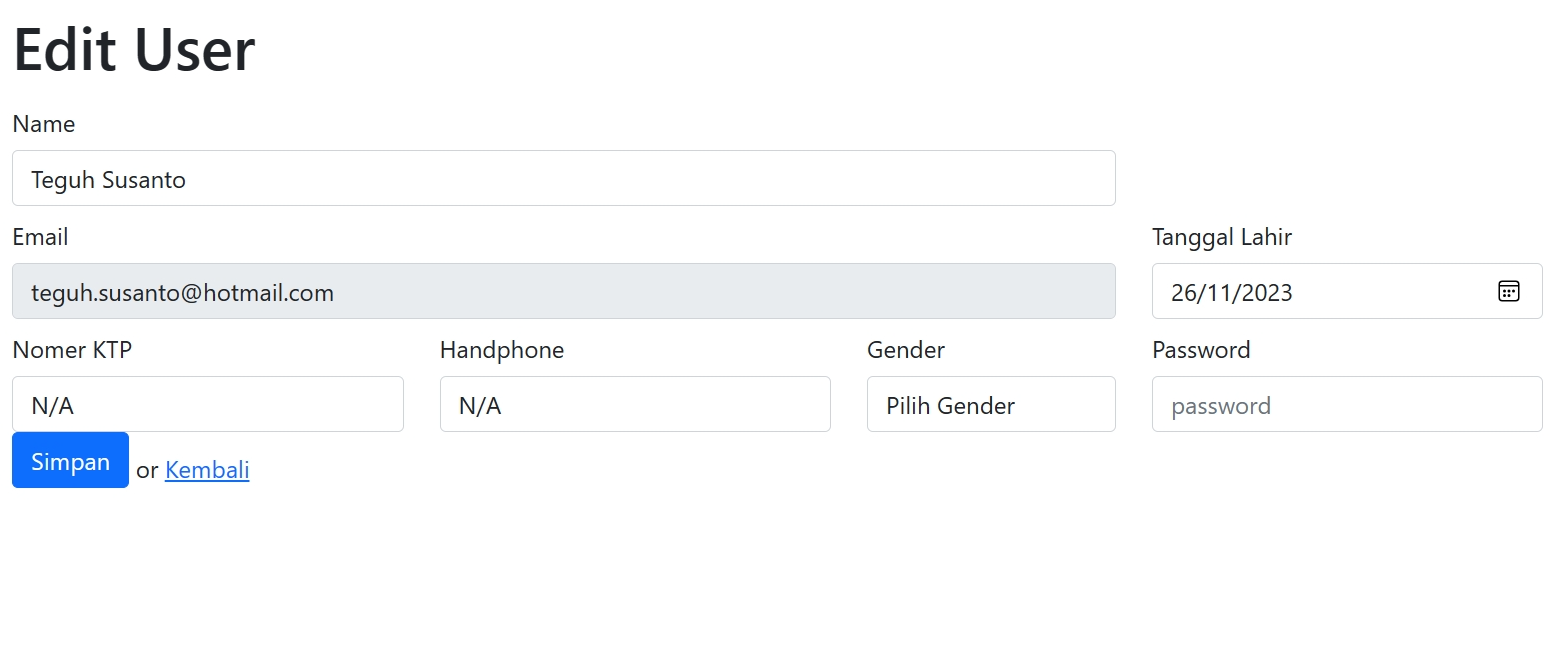 Edit User
Name
Teguh Susanto
Email Tanggal Lahir
teguh.susanto@hotmail.com 26/11/2023
Nomer KTP Handphone Gender Password
N/A N/A Pilih Gender password
Simpan or Kembali